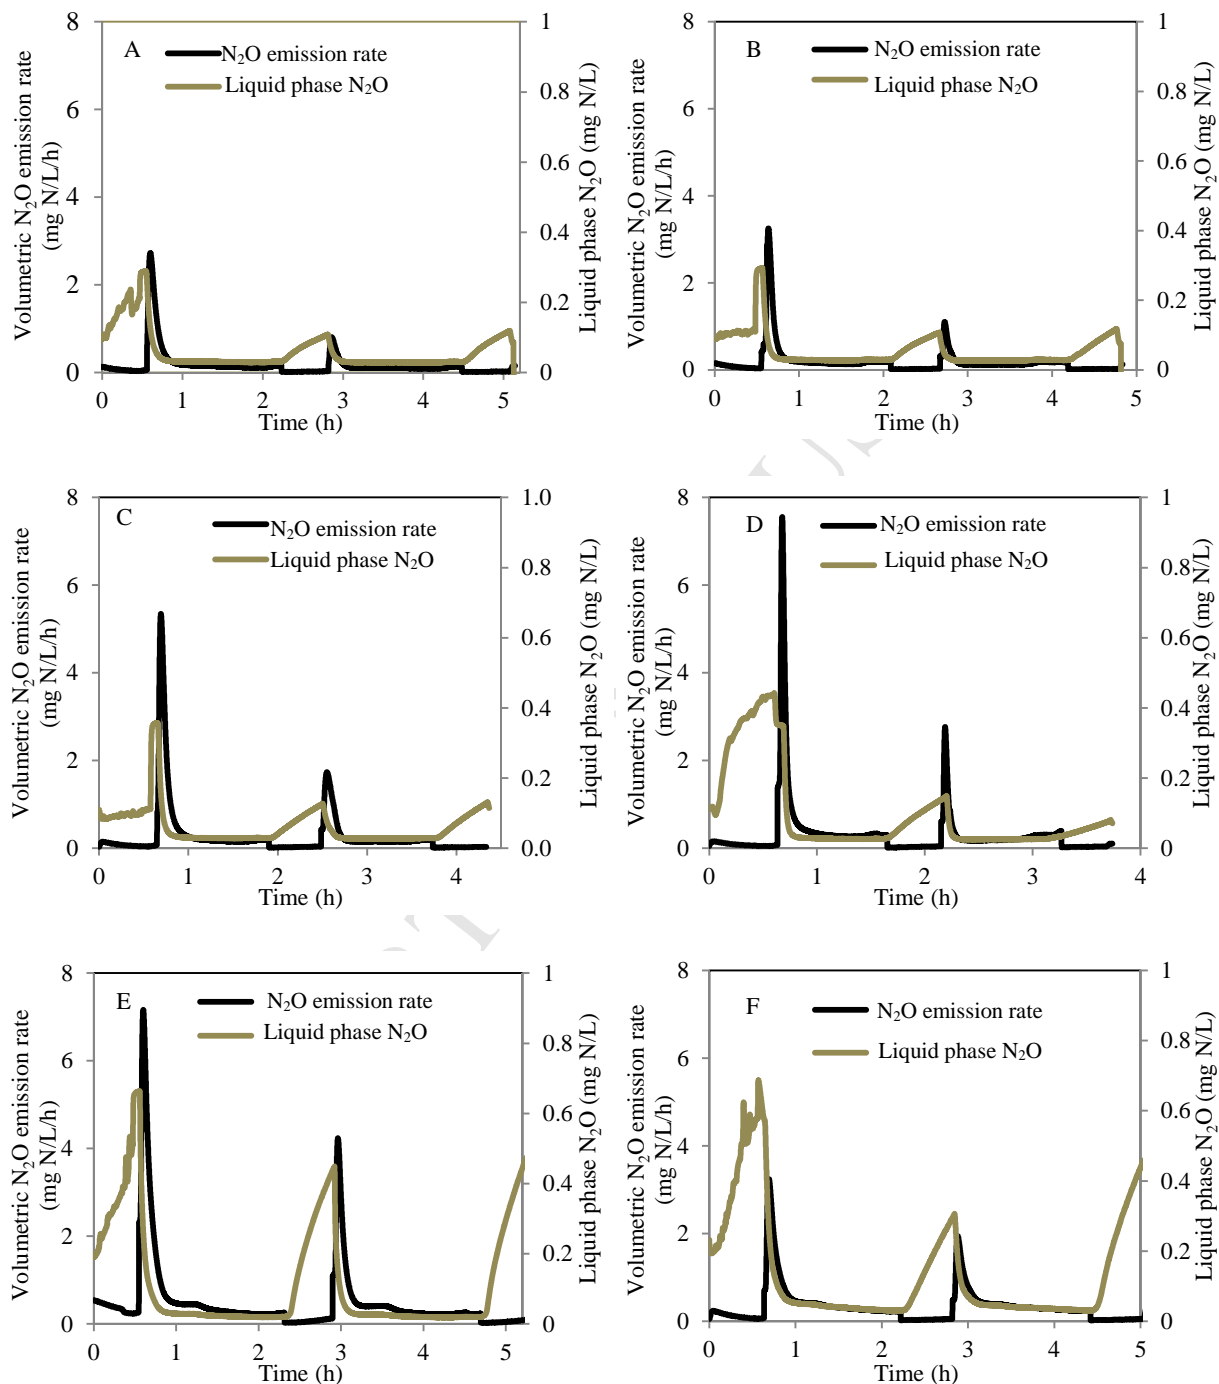 A
N₂O emission rate
Liquid phase N₂O
Volumetric N₂O emission rate
(mg N/L/h)
8
6
4
2
0
0 1 2 3 4 5
Time (h)
1
0.8
0.6
0.4
0.2
0
Liquid phase N₂O (mg N/L)
B
N₂O emission rate
Liquid phase N₂O
Volumetric N₂O emission rate
(mg N/L/h)
8
6
4
2
0
0 1 2 3 4 5
Time (h)
1
0.8
0.6
0.4
0.2
0
Liquid phase N₂O (mg N/L)
C
N₂O emission rate
Liquid phase N₂O
Volumetric N₂O emission rate
(mg N/L/h)
8
6
4
2
0
0 1 2 3 4
Time (h)
1.0
0.8
0.6
0.4
0.2
0.0
Liquid phase N₂O (mg N/L)
D
N₂O emission rate
Liquid phase N₂O
Volumetric N₂O emission rate
(mg N/L/h)
8
6
4
2
0
0 1 2 3 4
Time (h)
1
0.8
0.6
0.4
0.2
0
Liquid phase N₂O (mg N/L)
E
N₂O emission rate
Liquid phase N₂O
Volumetric N₂O emission rate
(mg N/L/h)
8
6
4
2
0
0 1 2 3 4 5
Time (h)
1
0.8
0.6
0.4
0.2
0
Liquid phase N₂O (mg N/L)
F
N₂O emission rate
Liquid phase N₂O
Volumetric N₂O emission rate
(mg N/L/h)
8
6
4
2
0
0 1 2 3 4 5
Time (h)
1
0.8
0.6
0.4
0.2
0
Liquid phase N₂O (mg N/L)